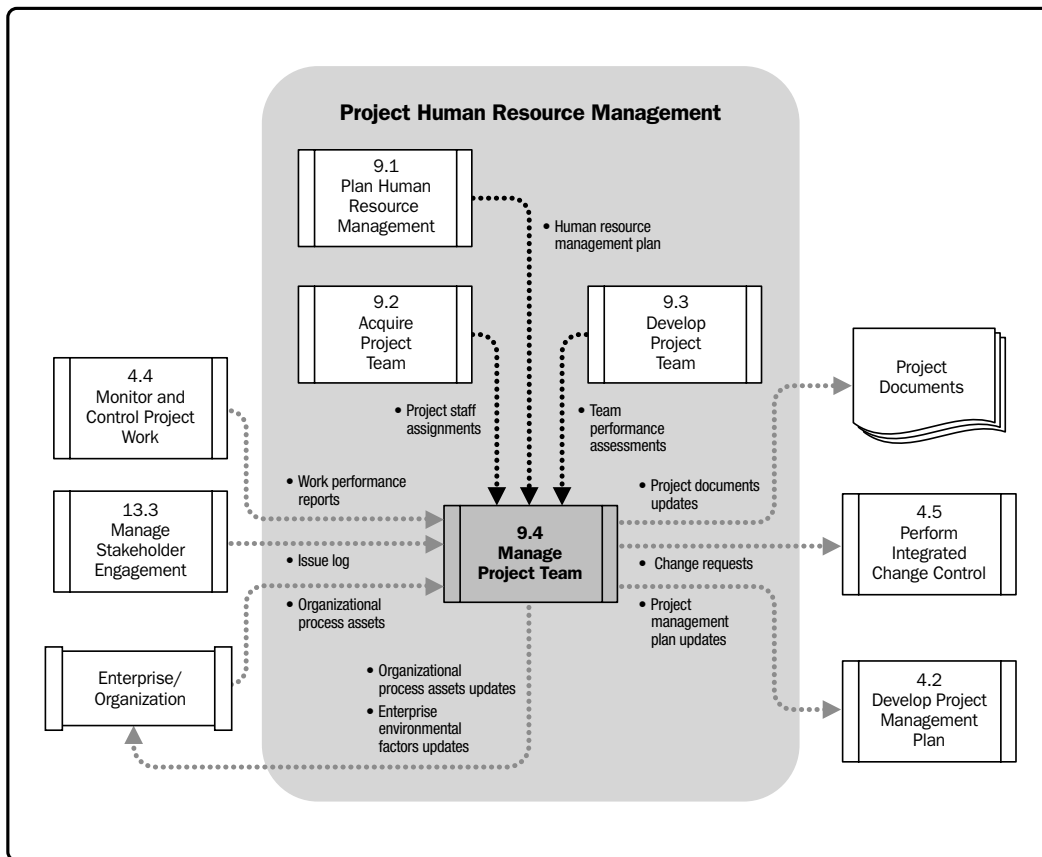 Project Human Resource Management
9.1
Plan Human
Resource
Management
• Human resource
management plan
9.2
Acquire
Project
Team
9.3
Develop
Project
Team
4.4
Monitor and
Control Project
Work
Project
Documents
• Project staff
assignments
• Team
performance
assessments
• Work performance
reports
• Project documents
updates
13.3
Manage
Stakeholder
Engagement
9.4
Manage
Project Team
4.5
Perform
Integrated
Change Control
• Issue log
• Change requests
• Organizational
process assets
• Project
management
plan updates
Enterprise/
Organization
• Organizational
process assets updates
• Enterprise
environmental
factors updates
4.2
Develop Project
Management
Plan